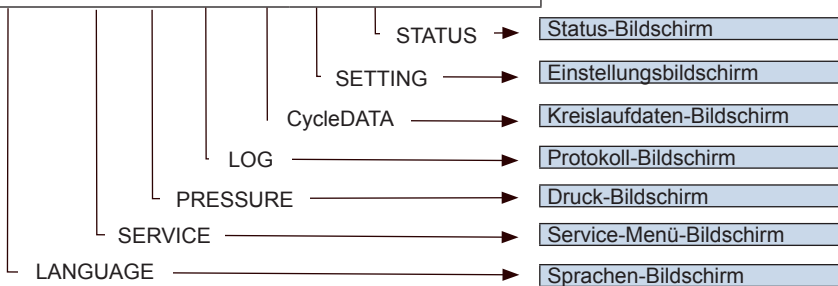 STATUS Status-Bildschirm
SETTING Einstellungsbildschirm
CycleDATA Kreislaufdaten-Bildschirm
LOG Protokoll-Bildschirm
PRESSURE Druck-Bildschirm
SERVICE Service-Menü-Bildschirm
LANGUAGE Sprachen-Bildschirm